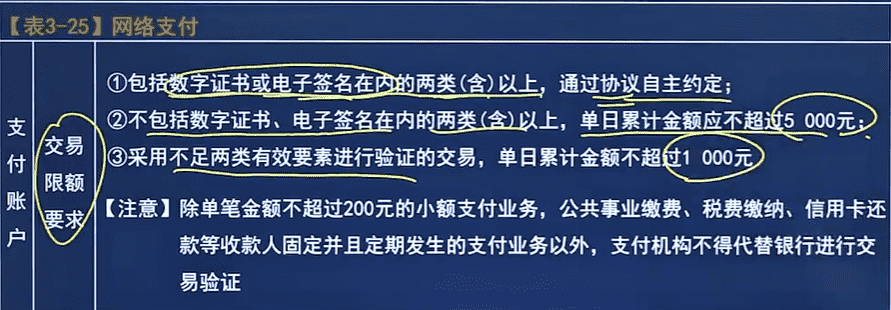 【表3-25】网络支付
支付账户
交易限额要求
①包括数字证书或电子签名在内的两类(含)以上，通过协议自主约定；
②不包括数字证书、电子签名在内的两类(含)以上，单日累计金额应不超过5 000元；
③采用不足两类有效要素进行验证的交易，单日累计金额不超过1 000元
【注意】除单笔金额不超过200元的小额支付业务，公共事业缴费、税费缴纳、信用卡还
款等收款人固定并且定期发生的支付业务以外，支付机构不得代替银行进行交
易验证